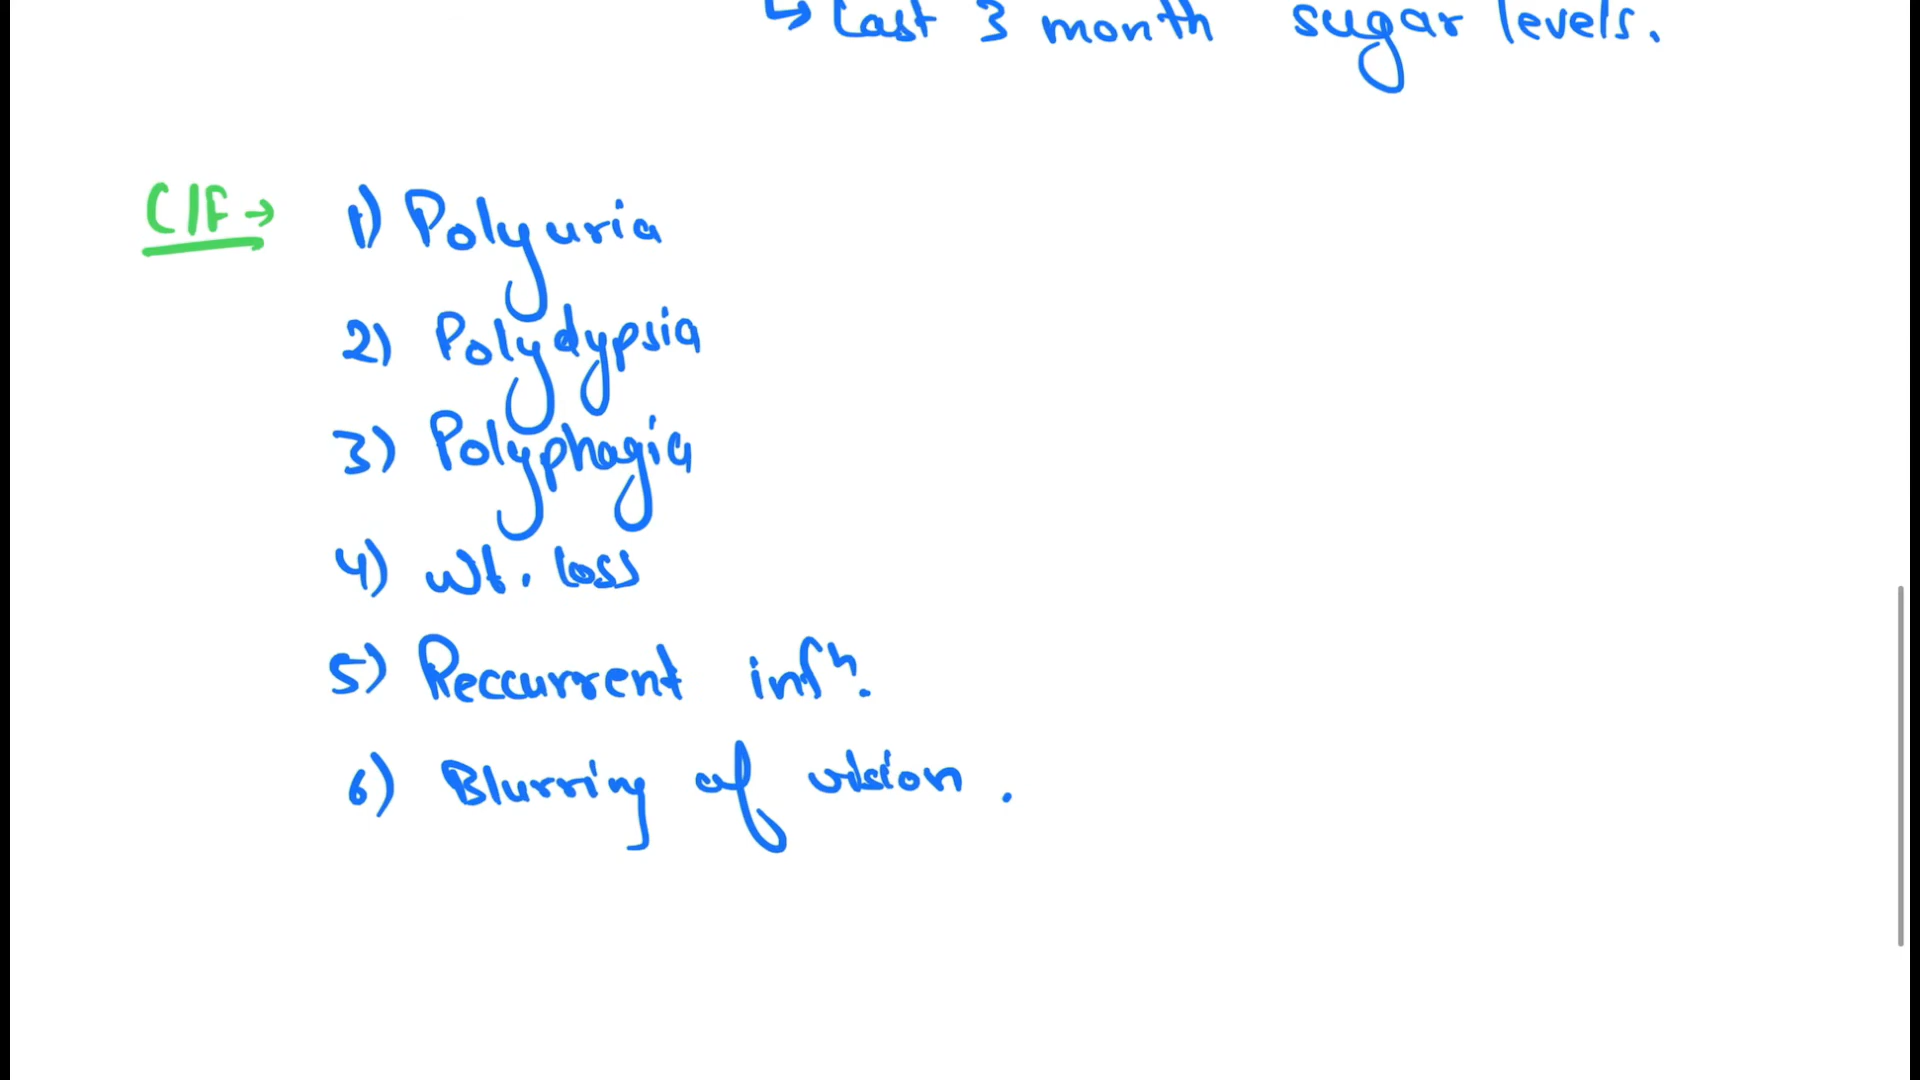 ↳ Last 3 month sugar levels.
C/F → 1) Polyuria
2) Polydypsia
3) Polyphagia
4) wt. loss
5) Reccurrent infⁿ.
6) Blurring of vision.